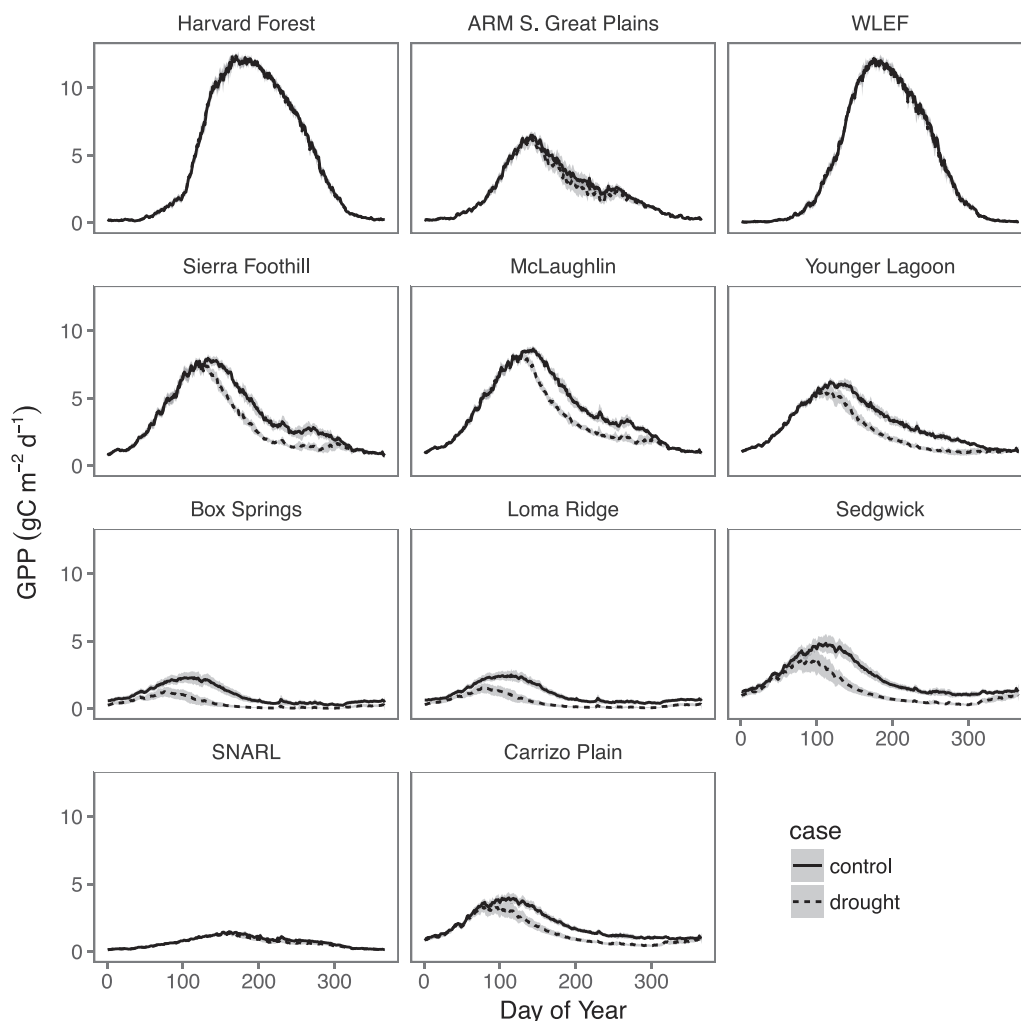 Harvard Forest
ARM S. Great Plains
WLEF
10
5
0
Sierra Foothill
McLaughlin
Younger Lagoon
10
5
0
GPP (gC m⁻² d⁻¹)
Box Springs
Loma Ridge
Sedgwick
10
5
0
0 100 200 300
SNARL
Carrizo Plain
10
5
0
0 100 200 300
0 100 200 300
Day of Year
case
control
drought